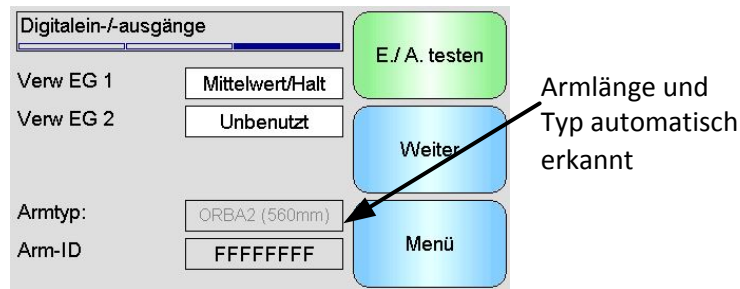 Digitalein-/-ausgänge
E./ A. testen
Verw EG 1 Mittelwert/Halt
Verw EG 2 Unbenutzt
Weiter
Armlänge und
Typ automatisch
erkannt
Armtyp: ORBA2 (560mm)
Arm-ID FFFFFFFF
Menü